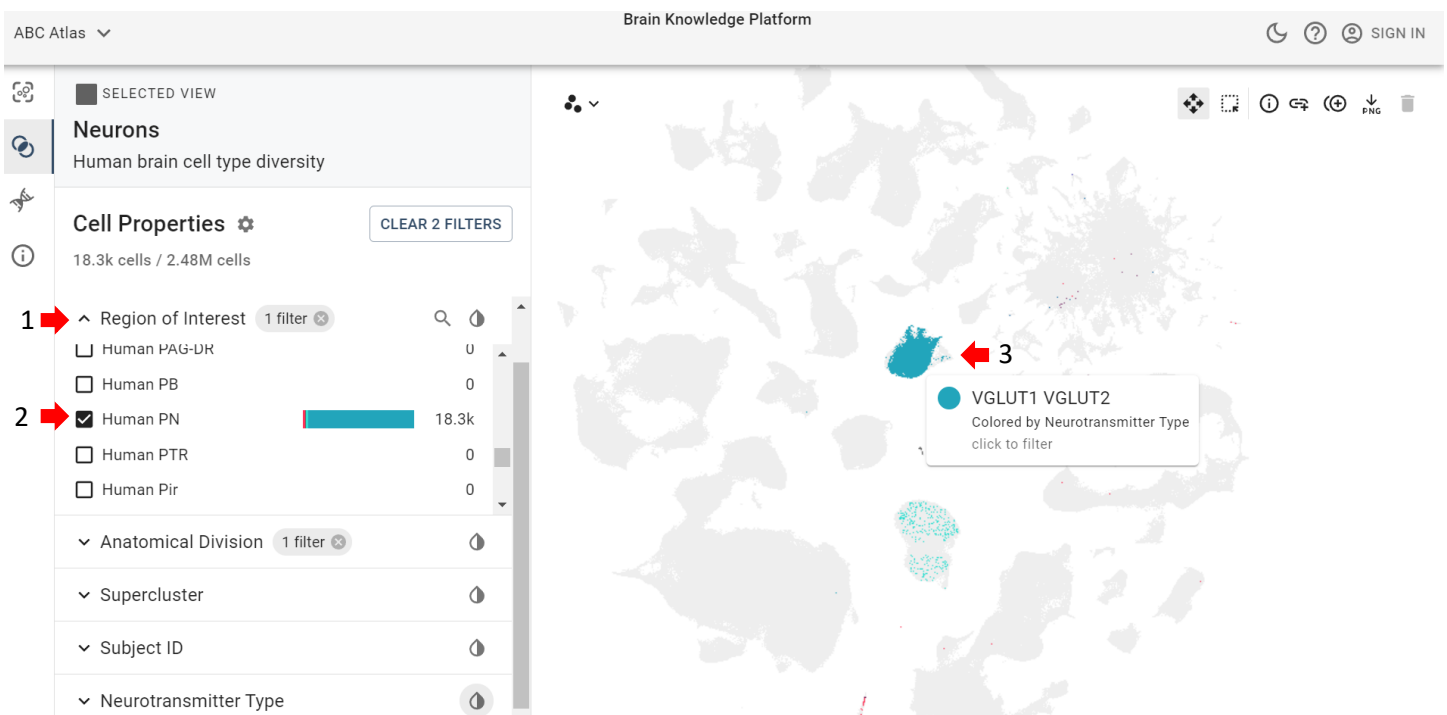 Brain Knowledge Platform
ABC Atlas
SIGN IN
SELECTED VIEW
Neurons
Human brain cell type diversity
PNG
Cell Properties
CLEAR 2 FILTERS
18.3k cells / 2.48M cells
1
Region of Interest 1 filter
Human PAG-DR 0
Human PB 0
2
Human PN 18.3k
Human PTR 0
Human Pir 0
3
VGLUT1 VGLUT2
Colored by Neurotransmitter Type
click to filter
Anatomical Division 1 filter
Supercluster
Subject ID
Neurotransmitter Type